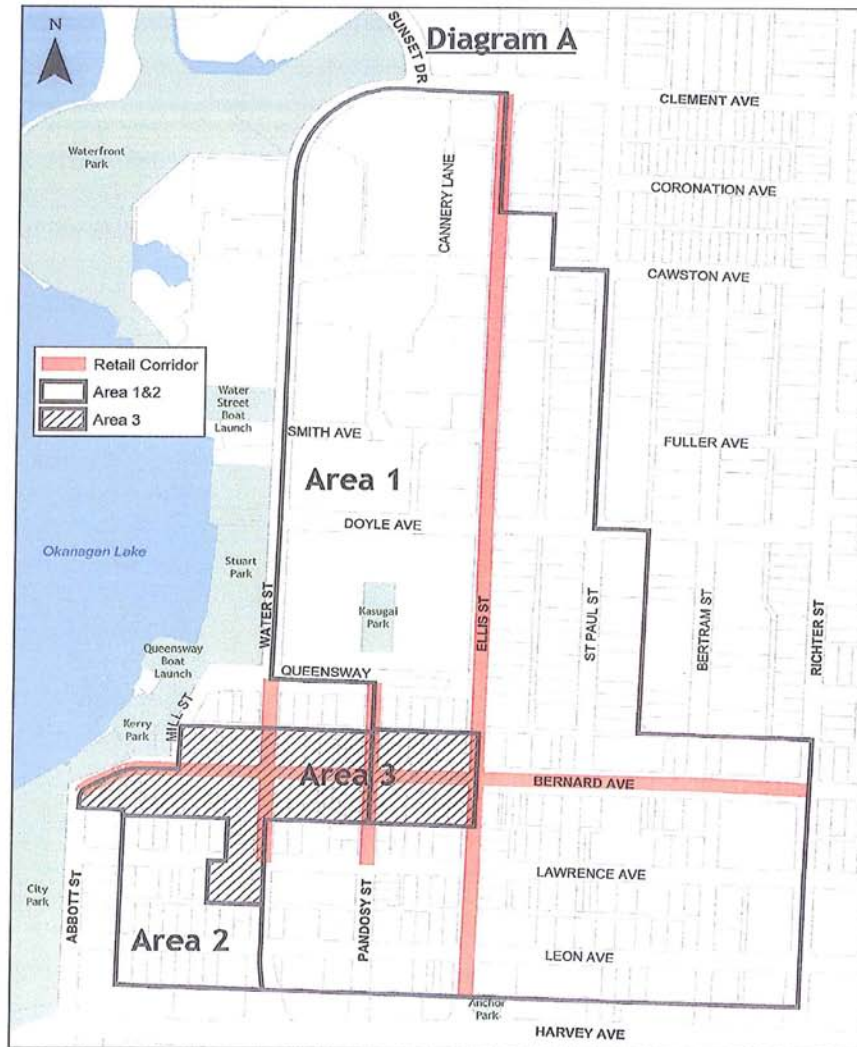 N
SUNSET DR
Diagram A
CLEMENT AVE
Waterfront
Park
CANNERY LANE
CORONATION AVE
CAWSTON AVE
Retail Corridor
Area 1&2
Area 3
Water
Street
Boat
Launch
SMITH AVE
FULLER AVE
Area 1
DOYLE AVE
Okanagan Lake
Stuart
Park
WATER ST
Kasugai
Park
ELLIS ST
ST PAUL ST
BERTRAM ST
RICHTER ST
Queensway
Boat
Launch
QUEENSWAY
MILL ST
Kerry
Park
Area 3
BERNARD AVE
LAWRENCE AVE
City
Park
ABBOTT ST
PANDOSY ST
Area 2
LEON AVE
Anchor
Park
HARVEY AVE